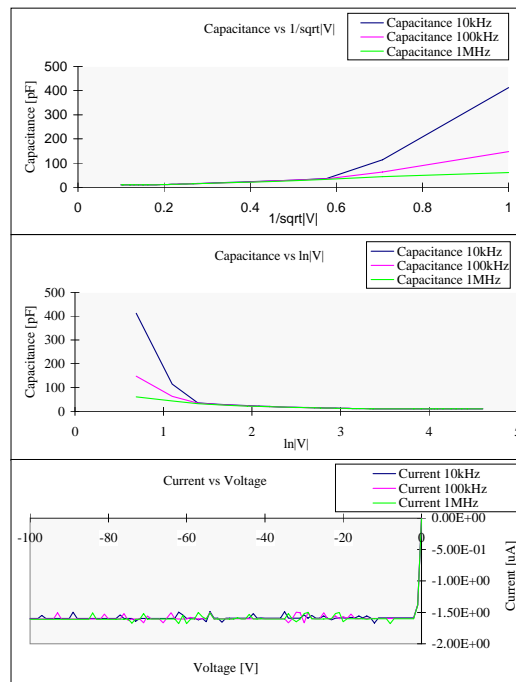 Capacitance vs 1/sqrt|V|
Capacitance 10kHz
Capacitance 100kHz
Capacitance 1MHz
Capacitance [pF]
500
400
300
200
100
0
0 0.2 0.4 0.6 0.8 1
1/sqrt|V|
Capacitance vs ln|V|
Capacitance 10kHz
Capacitance 100kHz
Capacitance 1MHz
Capacitance [pF]
500
400
300
200
100
0
0 1 2 3 4 5
ln|V|
Current vs Voltage
Current 10kHz
Current 100kHz
Current 1MHz
-100 -80 -60 -40 -20 0
0.00E+00
-5.00E-01
-1.00E+00
-1.50E+00
-2.00E+00
Current [uA]
Voltage [V]